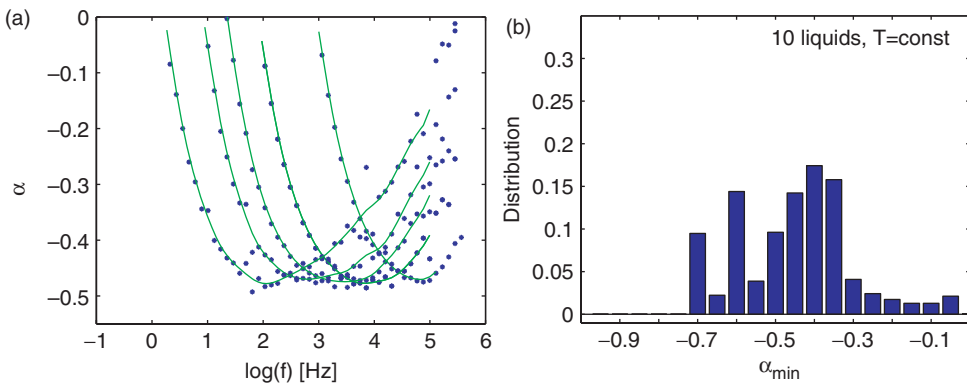 (a)
0
−0.1
−0.2
−0.3
−0.4
−0.5
α
−1 0 1 2 3 4 5 6
log(f) [Hz]
(b)
10 liquids, T=const
0.3
0.25
0.2
0.15
0.1
0.05
0
Distribution
−0.9 −0.7 −0.5 −0.3 −0.1
αmin